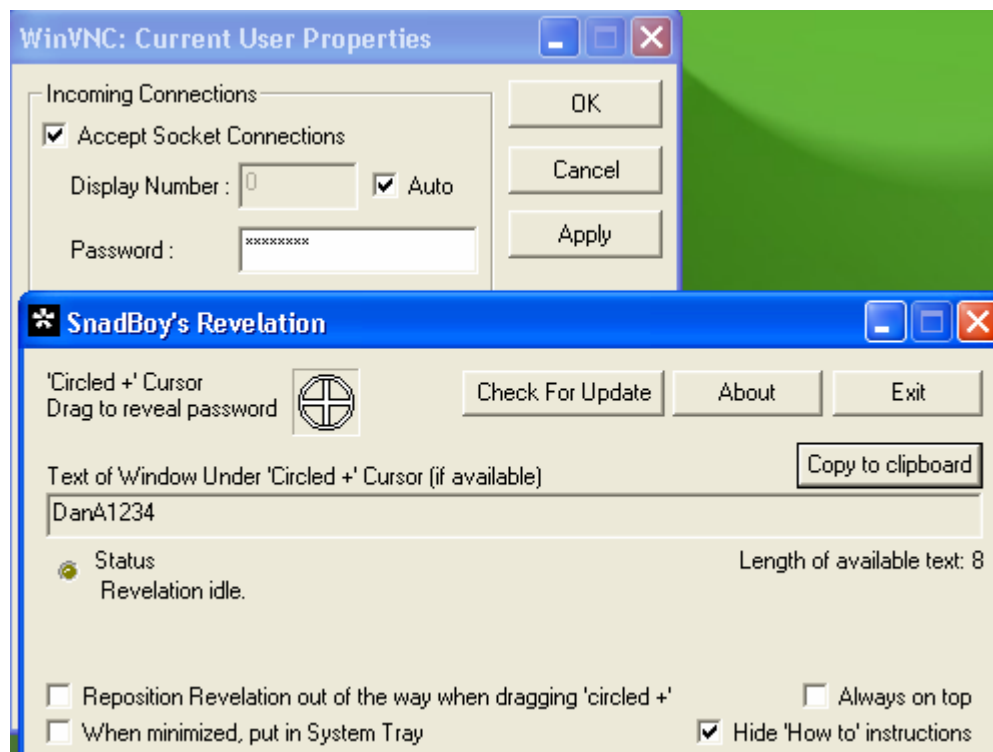 WinVNC: Current User Properties
Incoming Connections
OK
Accept Socket Connections
Cancel
Display Number : 0 Auto
Apply
Password : ********
SnadBoy's Revelation
'Circled +' Cursor
Drag to reveal password
Check For Update About Exit
Copy to clipboard
Text of Window Under 'Circled +' Cursor (if available)
DanA1234
Status Length of available text: 8
Revelation idle.
Reposition Revelation out of the way when dragging 'circled +' Always on top
When minimized, put in System Tray Hide 'How to' instructions